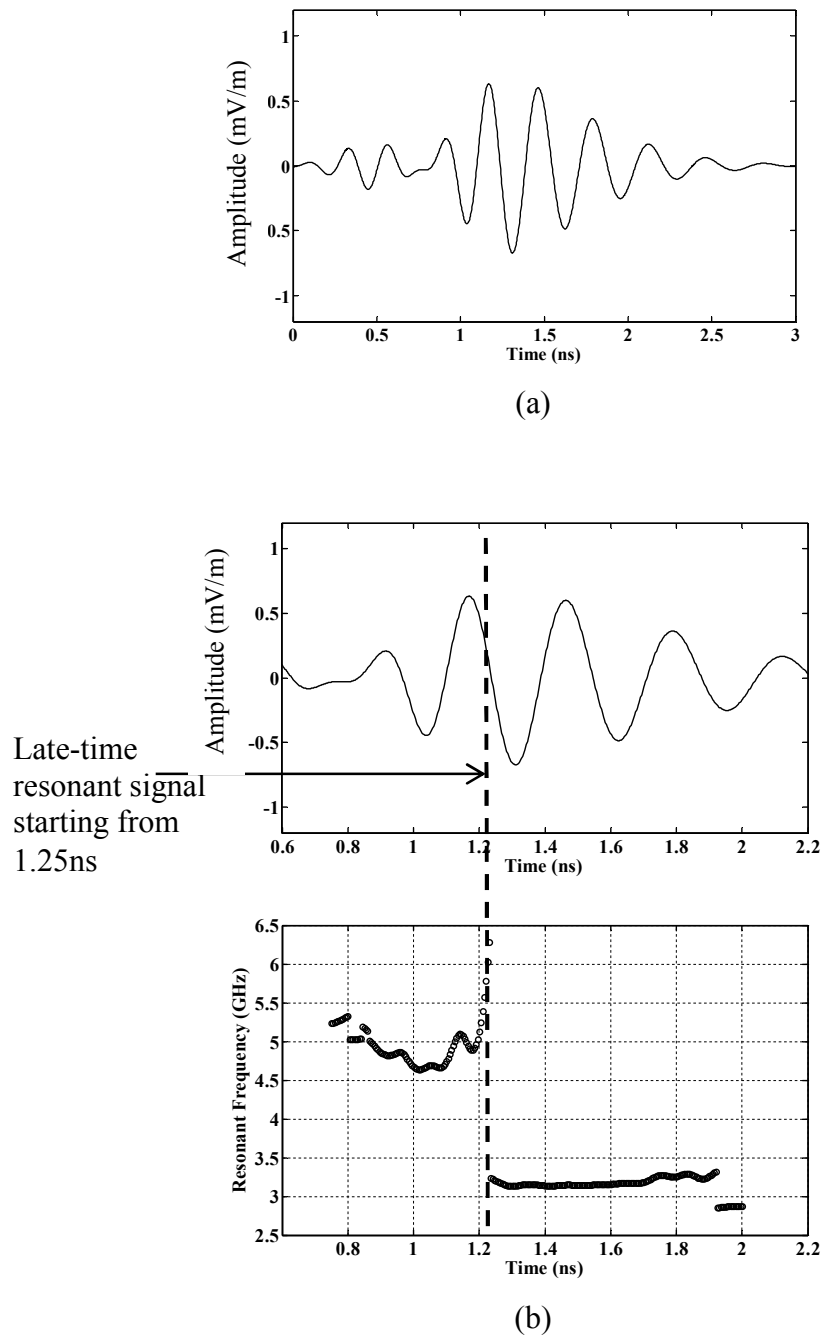 Amplitude (mV/m)
1
0.5
0
0.5
-1
0 0.5 1 1.5 2 2.5 3
Time (ns)
(a)
Amplitude (mV/m)
1
0.5
0
-0.5
-1
0.6 0.8 1 1.2 1.4 1.6 1.8 2 2.2
Time (ns)
Late-time
resonant signal
starting from
1.25ns
Resonant Frequency (GHz)
6.5
6
5.5
5
4.5
4
3.5
3
2.5
0.8 1 1.2 1.4 1.6 1.8 2 2.2
Time (ns)
(b)